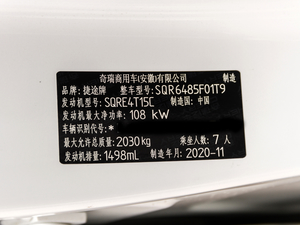 奇瑞商用车(安徽)有限公司 制造
品牌:捷途牌 整车型号:SQR6485F01T9
发动机型号:SQRE4T15C 制造国:中国
发动机最大净功率:108 kW
车辆识别代号:*
最大允许总质量:2030kg 乘坐人数:7人
发动机排量:1498mL 制造年月:2020-11